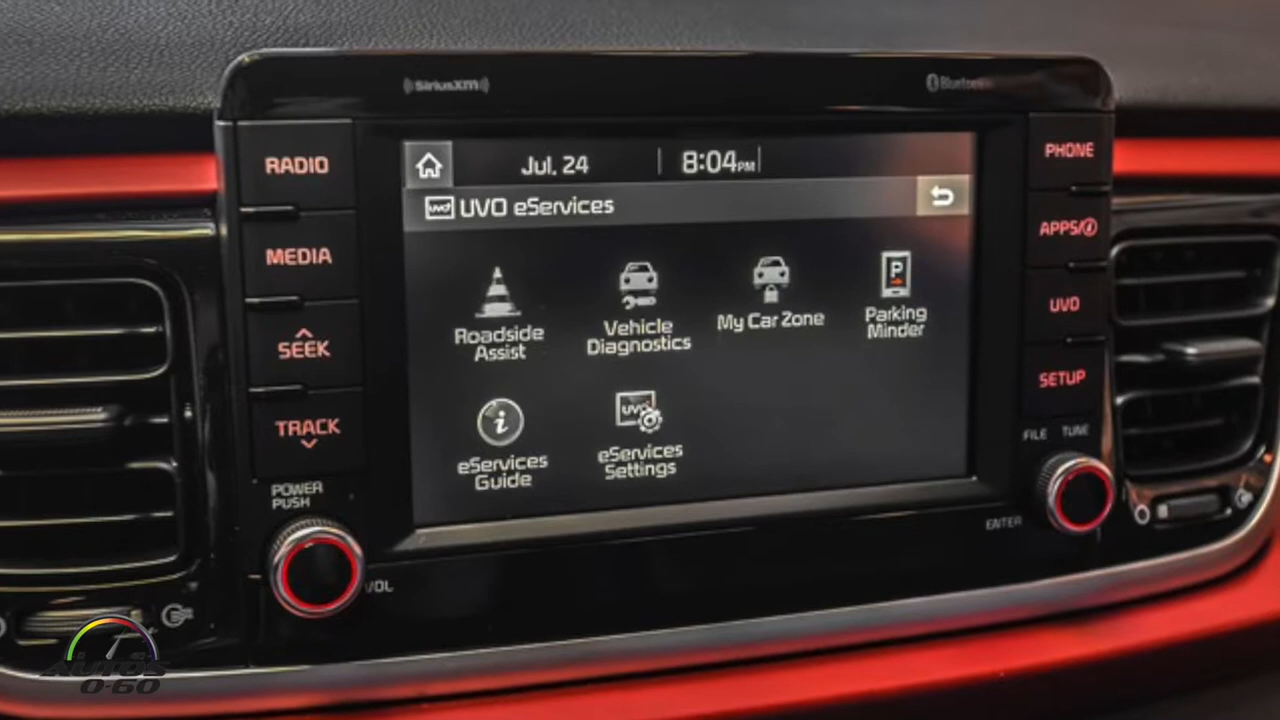 SiriusXM
Bluetooth
RADIO
MEDIA
SEEK
TRACK
POWER
PUSH
VOL
Jul. 24
8:04PM
UVO
UVO eServices
Roadside
Assist
Vehicle
Diagnostics
My Car Zone
P
Parking
Minder
i
eServices
Guide
UVO
eServices
Settings
PHONE
APPS/i
UVO
SETUP
FILE
TUNE
ENTER
AUTOS
0-60